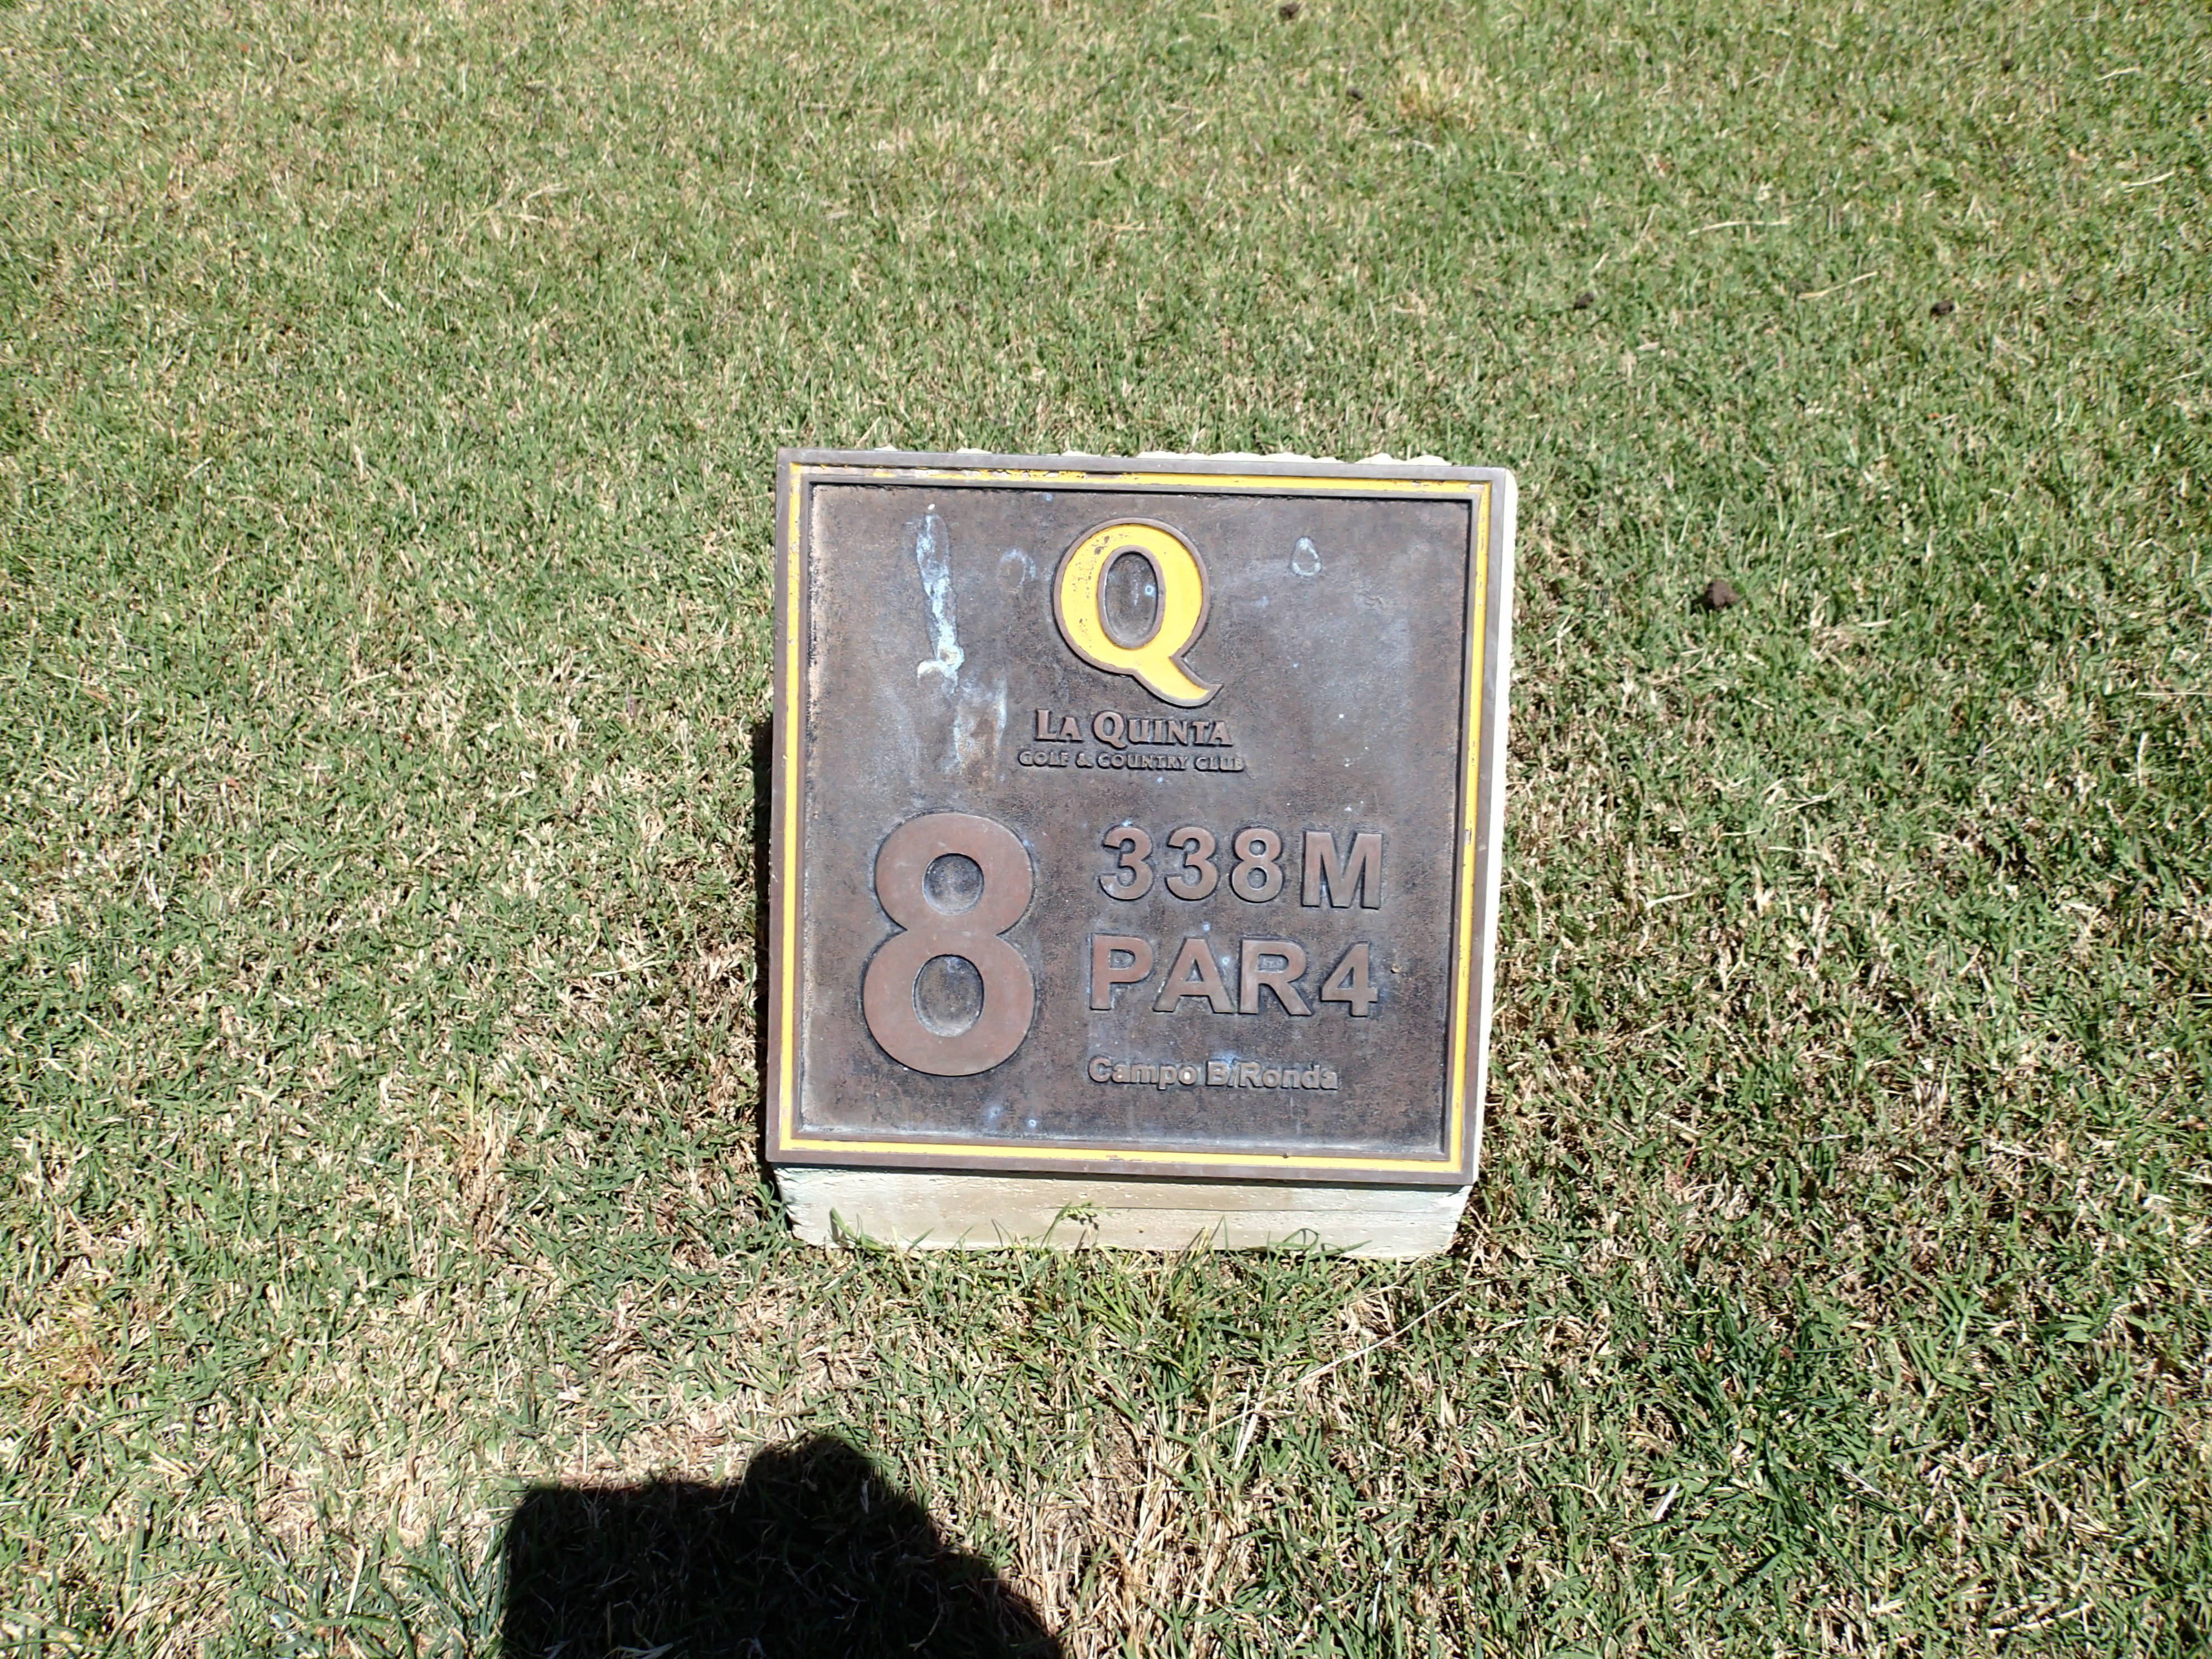 Q
LA QUINTA
GOLF & COUNTRY CLUB
8
338M
PAR4
Campo B/Ronda